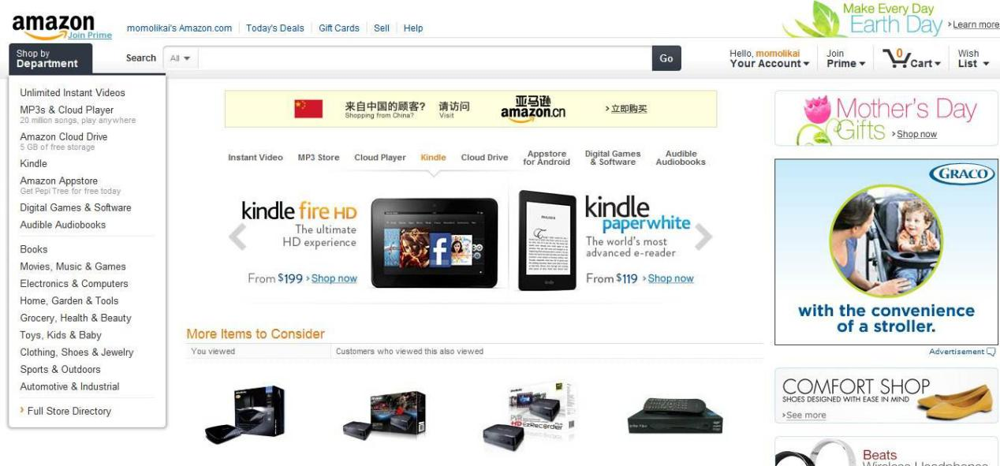 amazon
Join Prime
momolikai's Amazon.com
Today's Deals
Gift Cards
Sell
Help
MAKE EVERY DAY
Earth Day
› Learn more
Shop by
Department
Search
All
Go
Hello, momolikai
Your Account
Join
Prime
0
Cart
Wish
List
Unlimited Instant Videos
MP3s & Cloud Player
20 million songs, play anywhere
Amazon Cloud Drive
5 GB of free storage
Kindle
Amazon Appstore
Get Pepi Tree for free today
Digital Games & Software
Audible Audiobooks
Books
Movies, Music & Games
Electronics & Computers
Home, Garden & Tools
Grocery, Health & Beauty
Toys, Kids & Baby
Clothing, Shoes & Jewelry
Sports & Outdoors
Automotive & Industrial
› Full Store Directory
来自中国的顾客?
Shopping from China?
请访问
Visit
亚马逊
amazon.cn
› 立即购买
Instant Video
MP3 Store
Cloud Player
Kindle
Cloud Drive
Appstore
for Android
Digital Games
& Software
Audible
Audiobooks
kindle fire HD
The ultimate
HD experience
From $199 › Shop now
kindle
paperwhite
The world's most
advanced e-reader
From $119 › Shop now
More Items to Consider
You viewed
Customers who viewed this also viewed
EzRecorder
Mother's Day
Gifts
› Shop now
GRACO
with the convenience
of a stroller.
Advertisement
COMFORT SHOP
SHOES DESIGNED WITH EASE IN MIND
› See more
Beats
Wireless Headphones